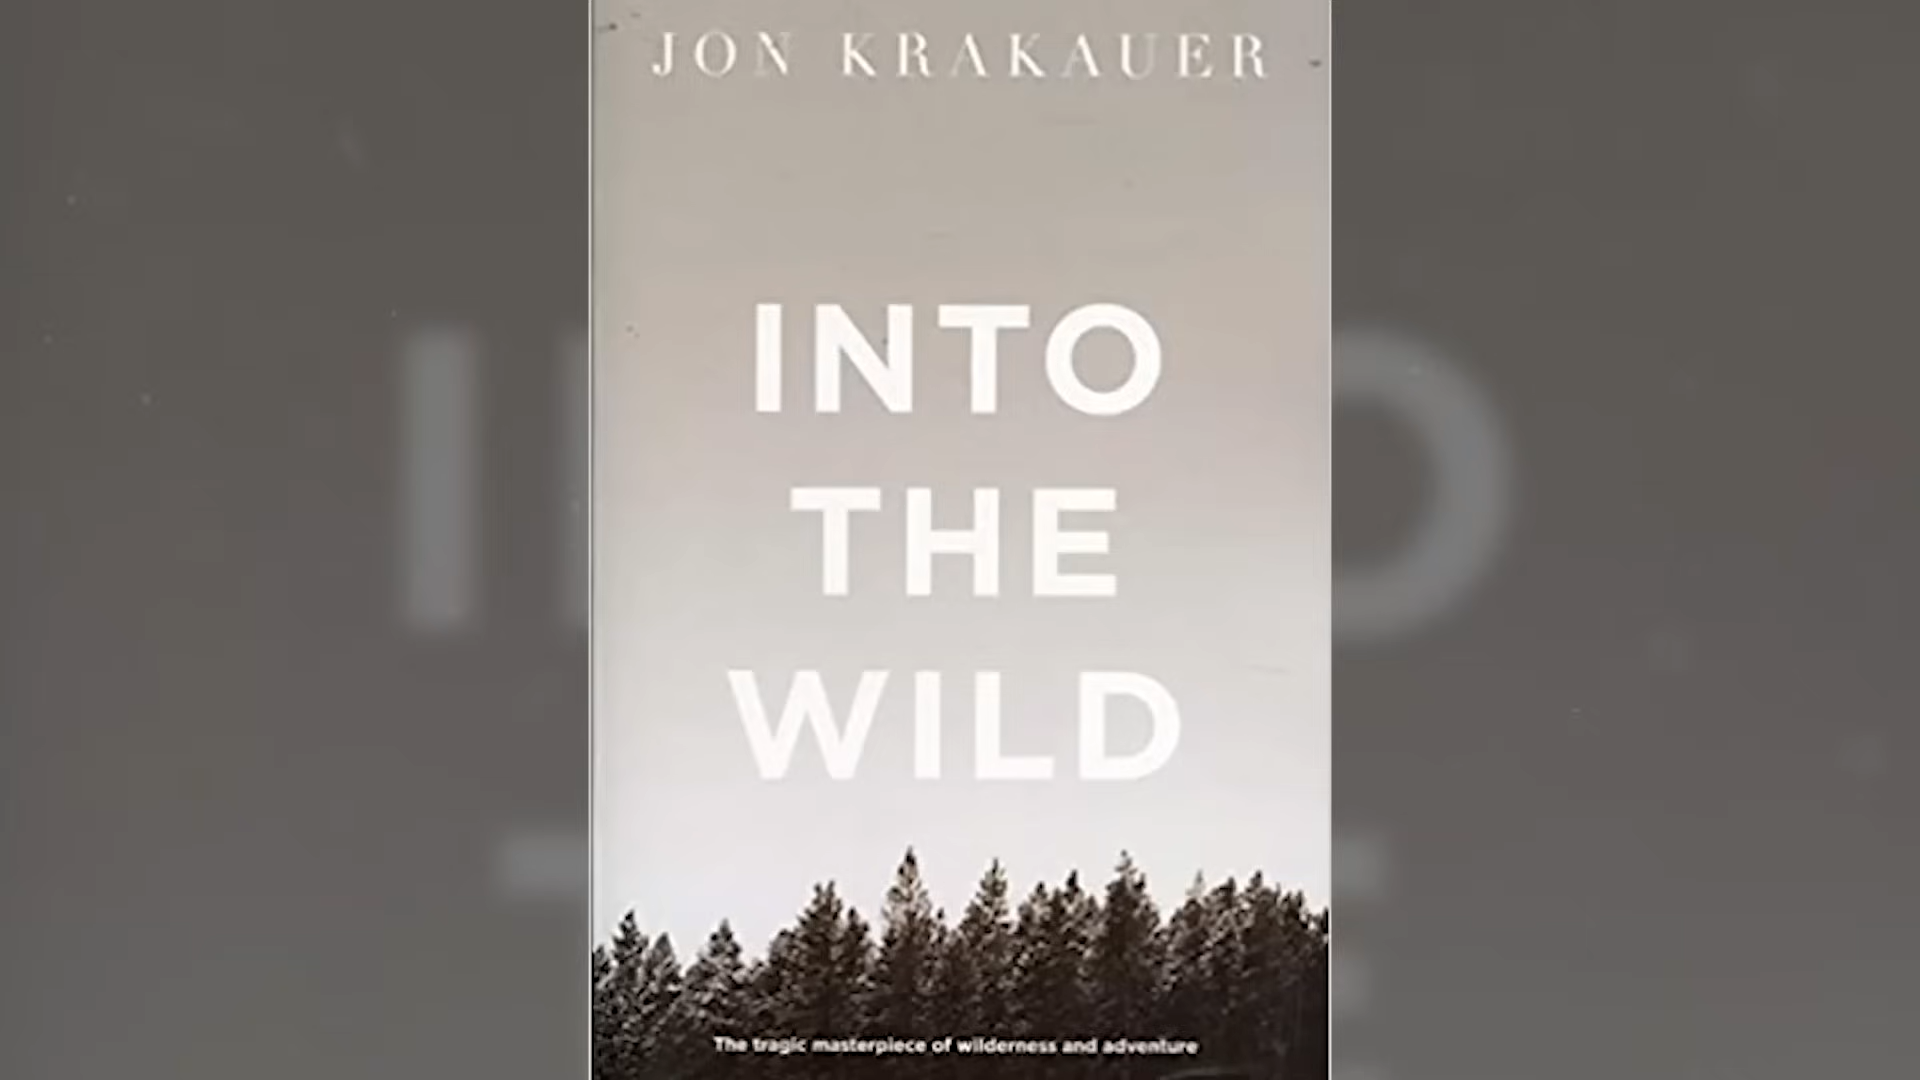 JON KRAKAUER
INTO
THE
WILD
The tragic masterpiece of wilderness and adventure